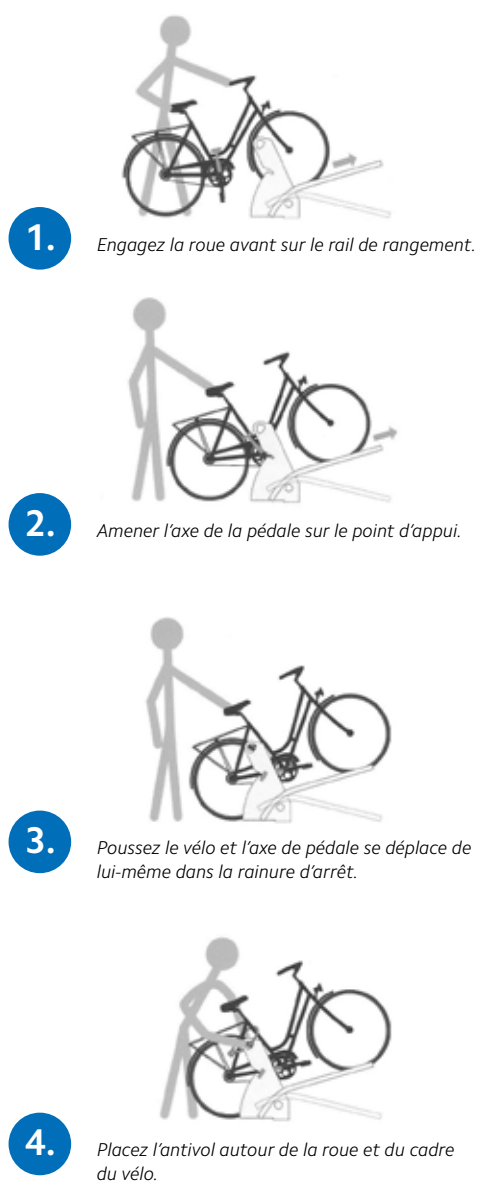 1.
Engagez la roue avant sur le rail de rangement.
2.
Amener l'axe de la pédale sur le point d'appui.
3.
Poussez le vélo et l'axe de pédale se déplace de
lui-même dans la rainure d'arrêt.
4.
Placez l'antivol autour de la roue et du cadre
du vélo.